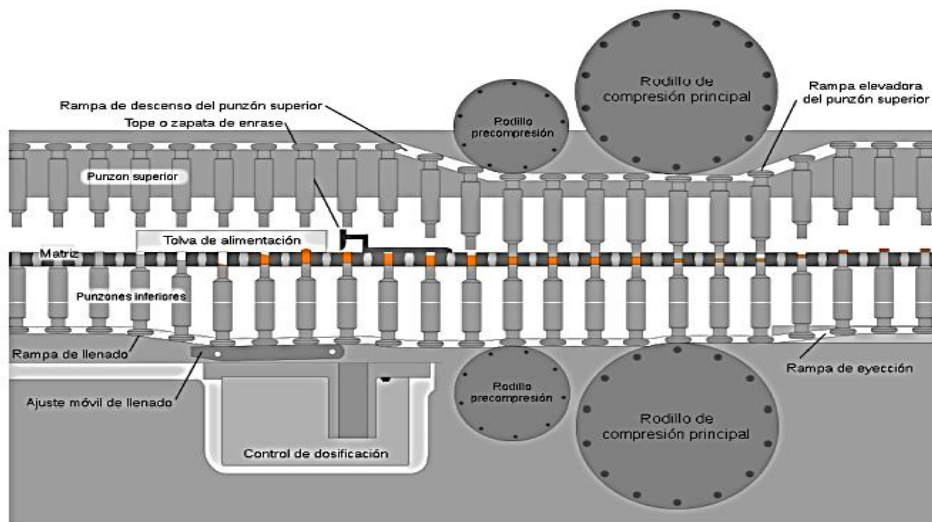 Rodillo de
compresión principal
Rampa elevadora
del punzón superior
Rampa de descenso del punzón superior
Tope o zapata de enrase
Rodillo
precompresión
Punzon superior
Tolva de alimentación
Matriz
Punzones inferiores
Rampa de llenado
Ajuste móvil de llenado
Control de dosificación
Rodillo
precompresión
Rodillo de
compresión principal
Rampa de eyección